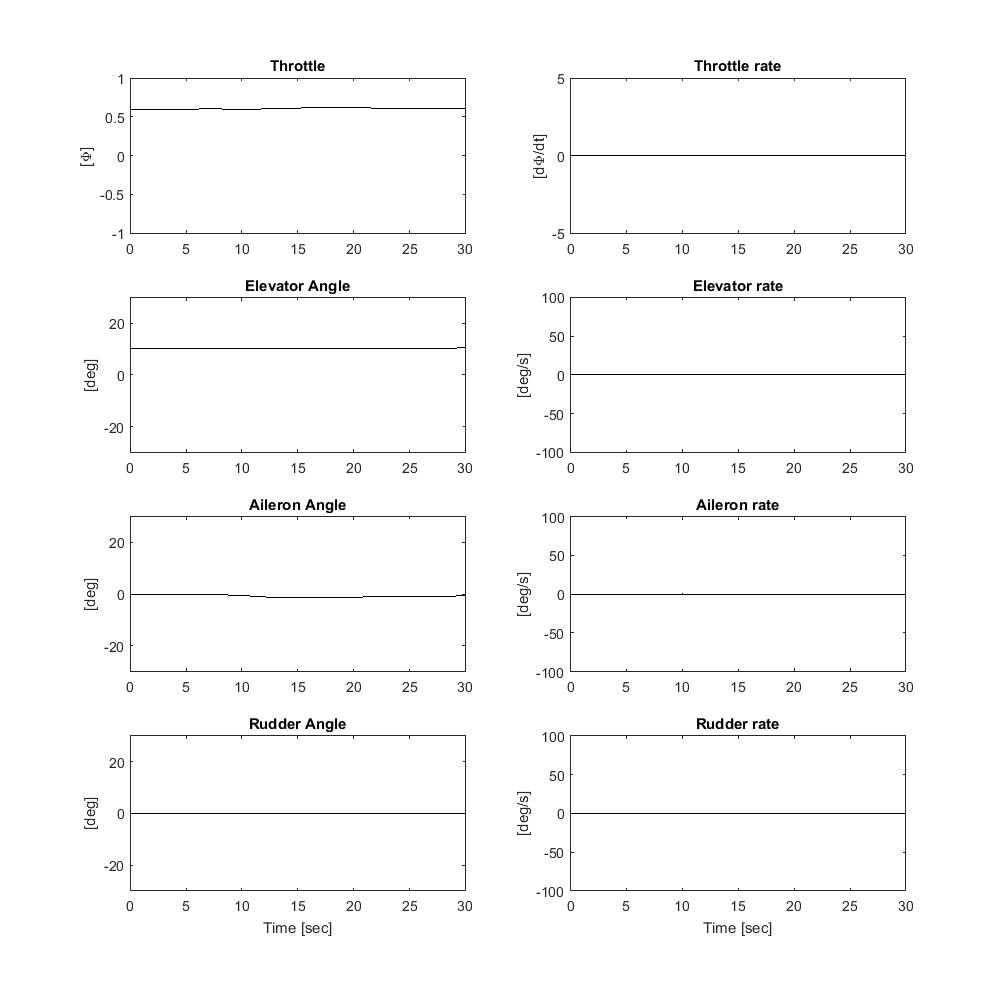 Throttle
1
0.5
0
-0.5
-1
[Φ]
0 5 10 15 20 25 30
Throttle rate
5
0
-5
[dΦ/dt]
0 5 10 15 20 25 30
Elevator Angle
20
0
-20
[deg]
0 5 10 15 20 25 30
Elevator rate
100
50
0
-50
-100
[deg/s]
0 5 10 15 20 25 30
Aileron Angle
20
0
-20
[deg]
0 5 10 15 20 25 30
Aileron rate
100
50
0
-50
-100
[deg/s]
0 5 10 15 20 25 30
Rudder Angle
20
0
-20
[deg]
0 5 10 15 20 25 30
Time [sec]
Rudder rate
100
50
0
-50
-100
[deg/s]
0 5 10 15 20 25 30
Time [sec]